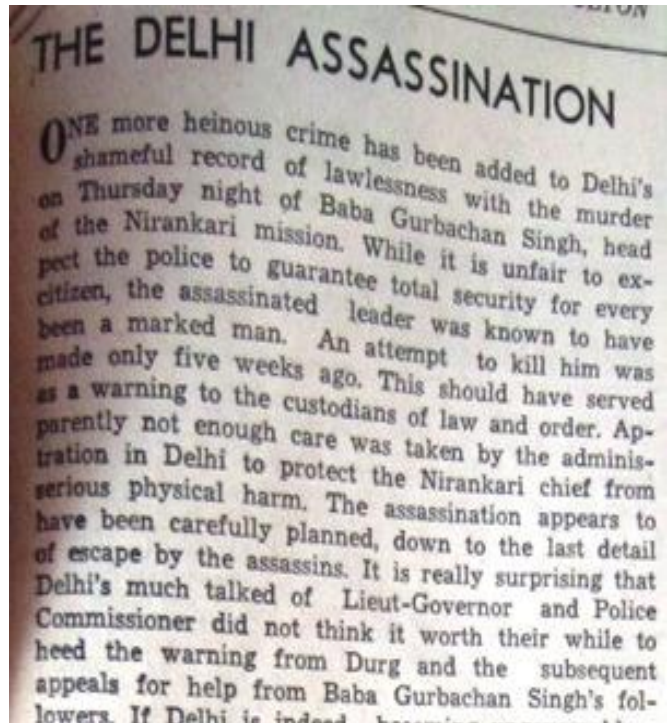 THE DELHI ASSASSINATION
ONE more heinous crime has been added to Delhi's
shameful record of lawlessness with the murder
on Thursday night of Baba Gurbachan Singh, head
of the Nirankari mission. While it is unfair to ex-
pect the police to guarantee total security for every
citizen, the assassinated leader was known to have
been a marked man. An attempt to kill him was
made only five weeks ago. This should have served
as a warning to the custodians of law and order. Ap-
parently not enough care was taken by the adminis-
tration in Delhi to protect the Nirankari chief from
serious physical harm. The assassination appears to
have been carefully planned, down to the last detail
of escape by the assassins. It is really surprising that
Delhi's much talked of Lieut-Governor and Police
Commissioner did not think it worth their while to
heed the warning from Durg and the subsequent
appeals for help from Baba Gurbachan Singh's fol-
lowers. If Delhi is indeed